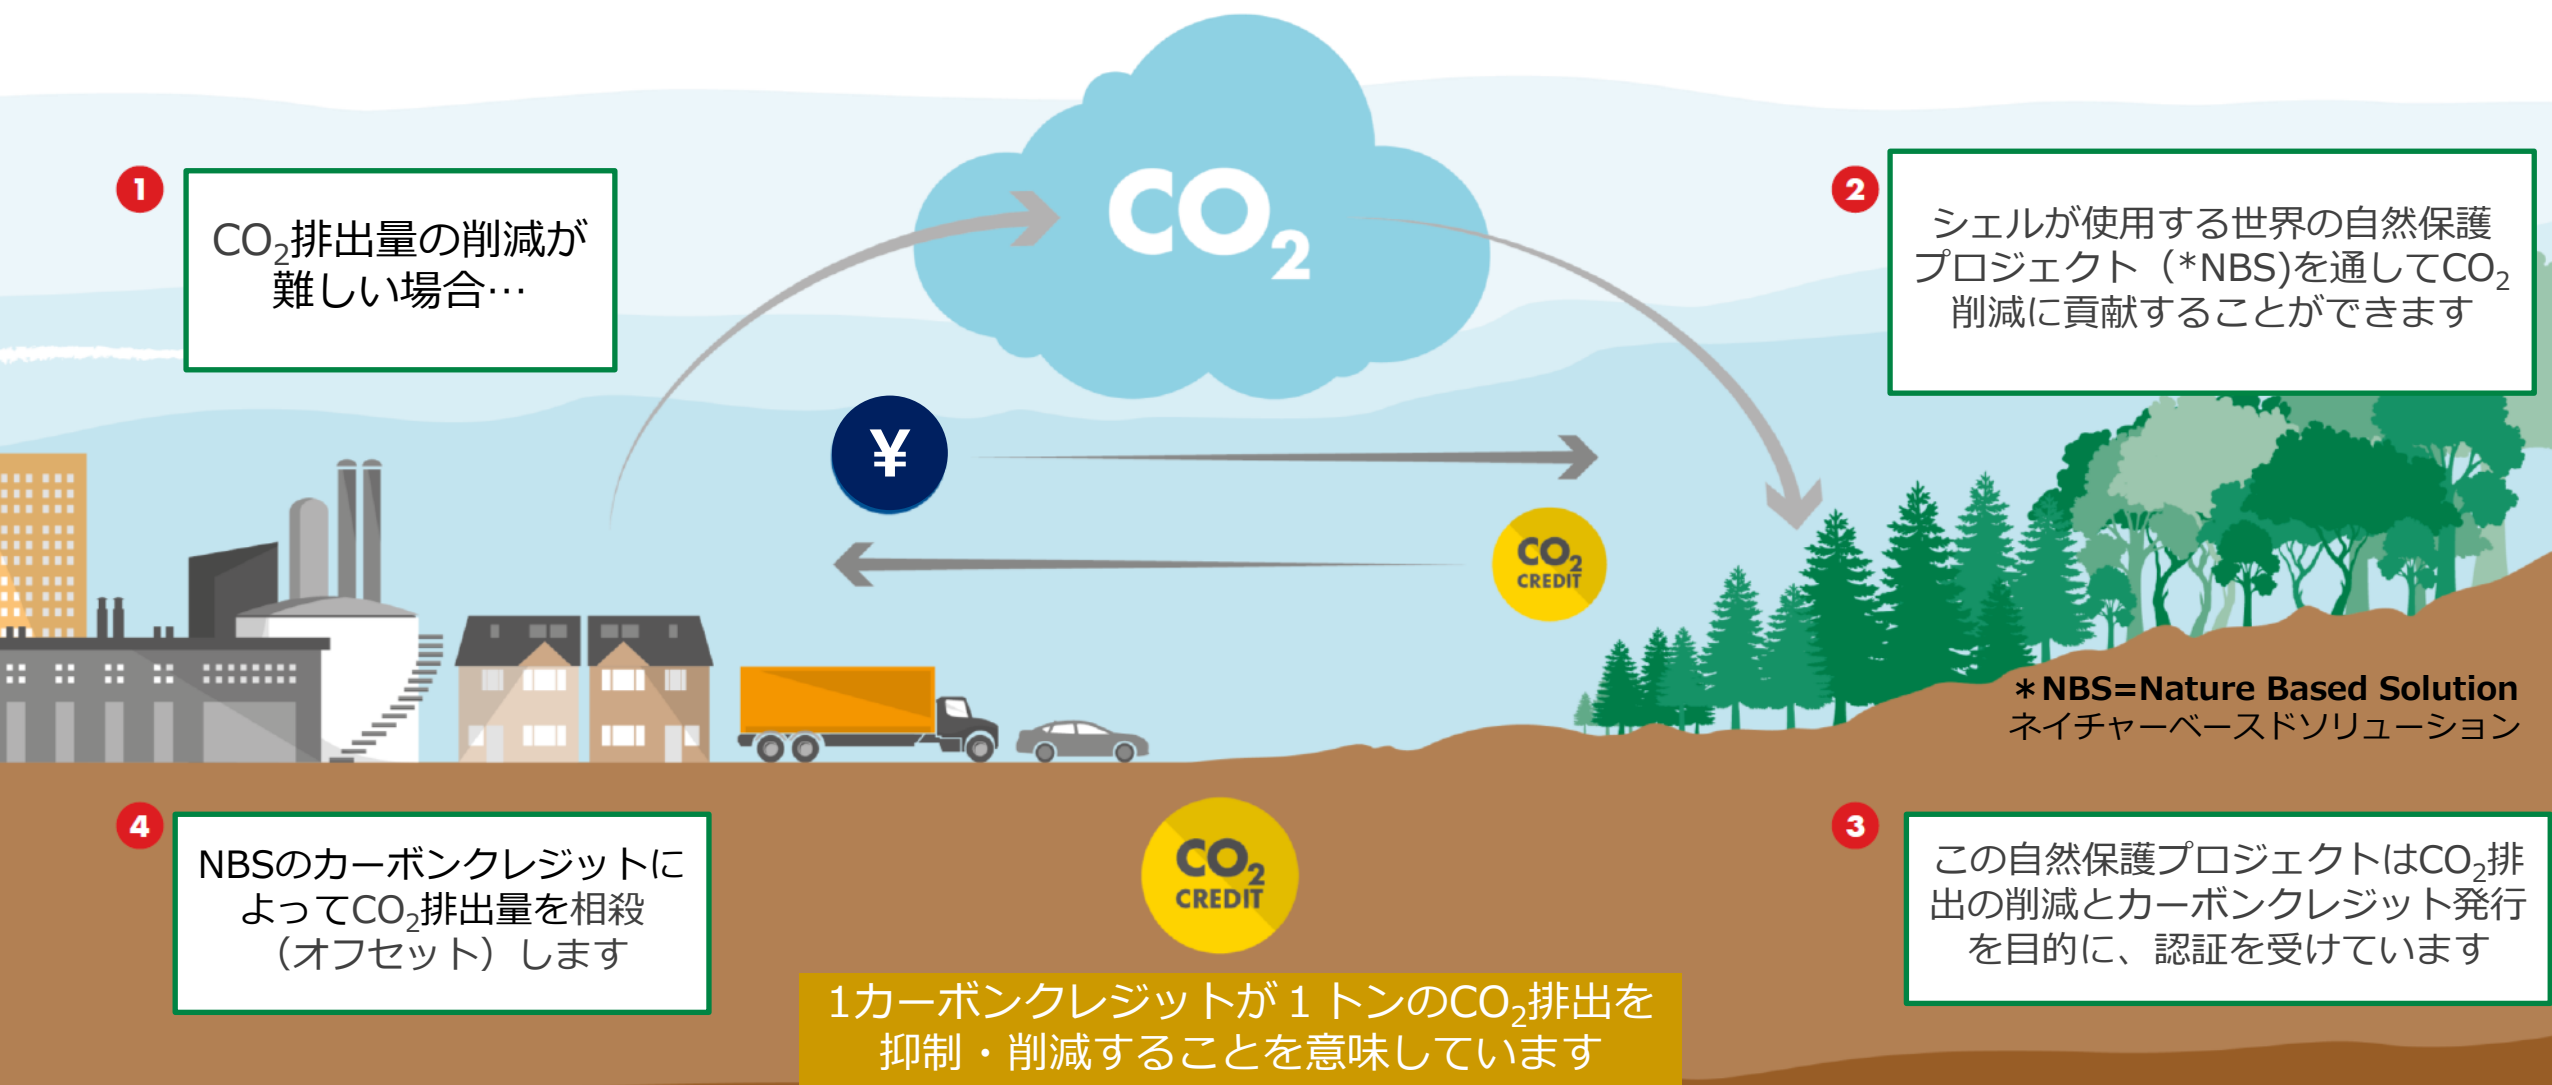 CO₂
1
CO₂排出量の削減が
難しい場合…
2
シェルが使用する世界の自然保護
プロジェクト（*NBS)を通してCO₂
削減に貢献することができます
¥
CO₂
CREDIT
＊NBS=Nature Based Solution
ネイチャーベースドソリューション
4
NBSのカーボンクレジットに
よってCO₂排出量を相殺
（オフセット）します
CO₂
CREDIT
1カーボンクレジットが１トンのCO₂排出を
抑制・削減することを意味しています
3
この自然保護プロジェクトはCO₂排
出の削減とカーボンクレジット発行
を目的に、認証を受けています